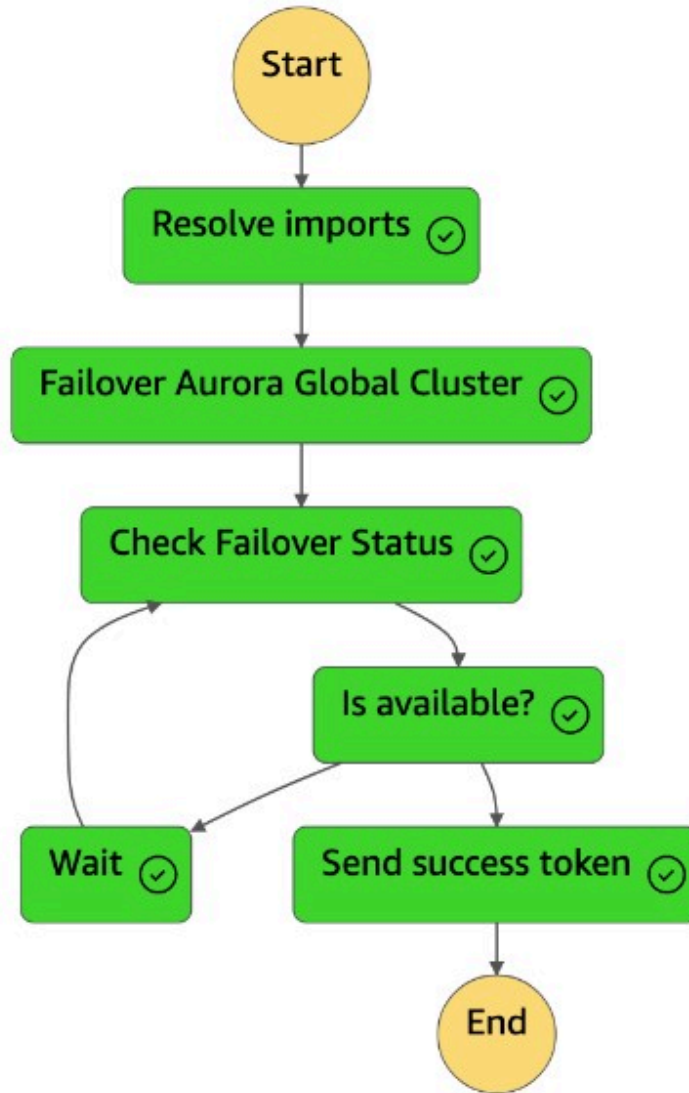 Start
Resolve imports
Failover Aurora Global Cluster
Check Failover Status
Is available?
Wait
Send success token
End